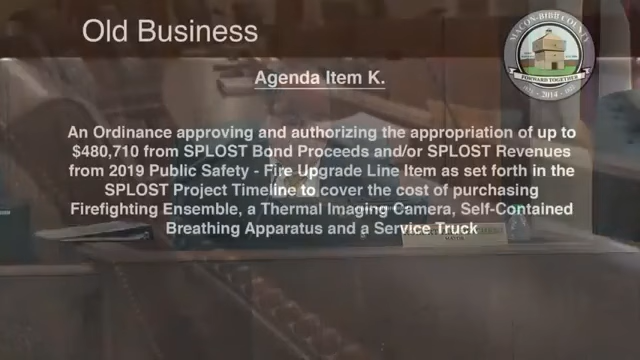 Old Business
MACON-BIBB COUNTY
FORWARD TOGETHER
2014
Agenda Item K.
An Ordinance approving and authorizing the appropriation of up to
$480,710 from SPLOST Bond Proceeds and/or SPLOST Revenues
from 2019 Public Safety - Fire Upgrade Line Item as set forth in the
SPLOST Project Timeline to cover the cost of purchasing
Firefighting Ensemble, a Thermal Imaging Camera, Self-Contained
Breathing Apparatus and a Service Truck
MAYOR